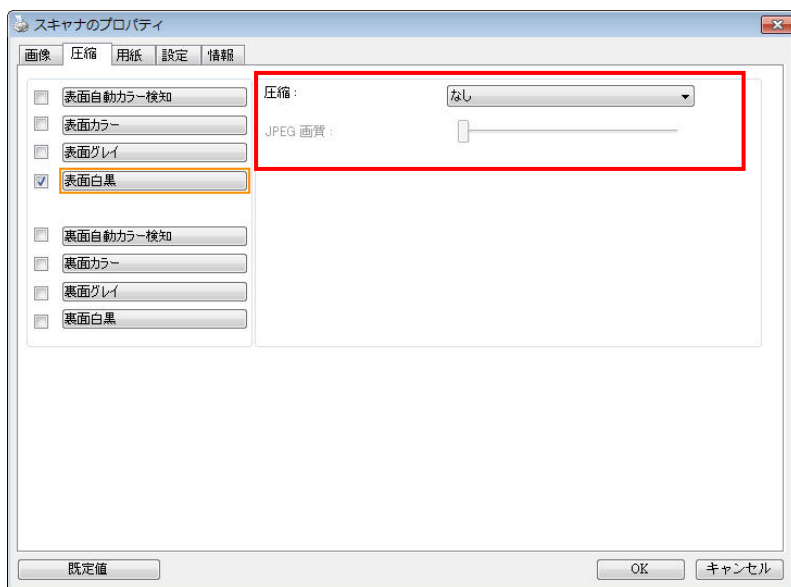 スキャナのプロパティ
画像 圧縮 用紙 設定 情報
表面自動カラー検知
表面カラー
表面グレイ
表面白黒
裏面自動カラー検知
裏面カラー
裏面グレイ
裏面白黒
圧縮 : なし
JPEG 画質 :
既定値 OK キャンセル